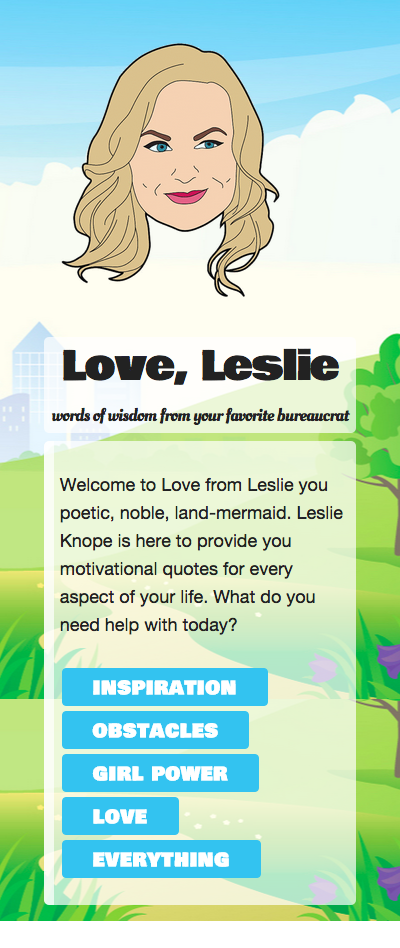 Love, Leslie
words of wisdom from your favorite bureaucrat
Welcome to Love from Leslie you
poetic, noble, land-mermaid. Leslie
Knope is here to provide you
motivational quotes for every
aspect of your life. What do you
need help with today?
INSPIRATION
OBSTACLES
GIRL POWER
LOVE
EVERYTHING